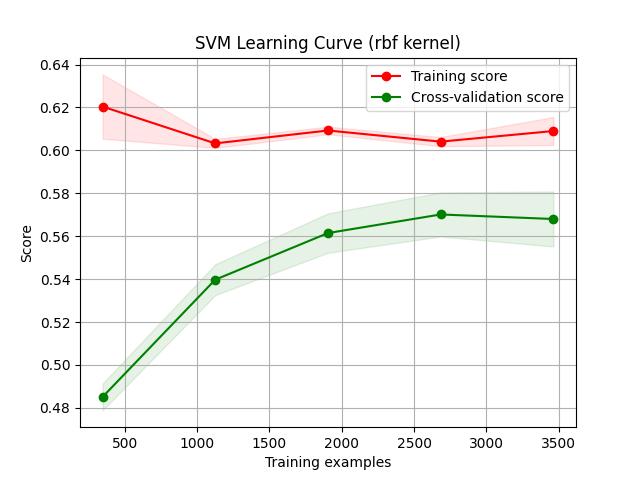 SVM Learning Curve (rbf kernel)
Training score
Cross-validation score
Score
0.64
0.62
0.60
0.58
0.56
0.54
0.52
0.50
0.48
500 1000 1500 2000 2500 3000 3500
Training examples